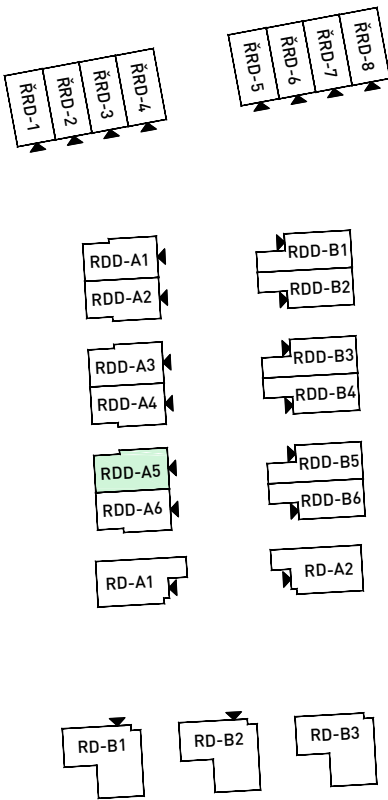 ŘRD-1
ŘRD-2
ŘRD-3
ŘRD-4
ŘRD-5
ŘRD-6
ŘRD-7
ŘRD-8
RDD-A1
RDD-B1
RDD-A2
RDD-B2
RDD-A3
RDD-B3
RDD-A4
RDD-B4
RDD-A5
RDD-B5
RDD-A6
RDD-B6
RD-A1
RD-A2
RD-B1
RD-B2
RD-B3